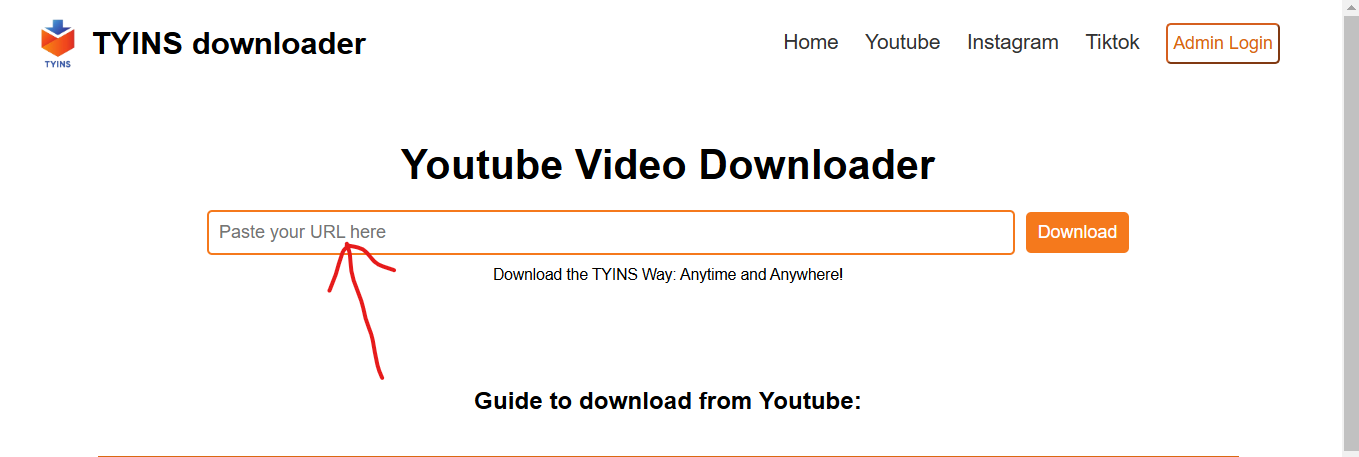 TYINS
TYINS downloader
Home Youtube Instagram Tiktok Admin Login
Youtube Video Downloader
Paste your URL here
Download
Download the TYINS Way: Anytime and Anywhere!
Guide to download from Youtube: